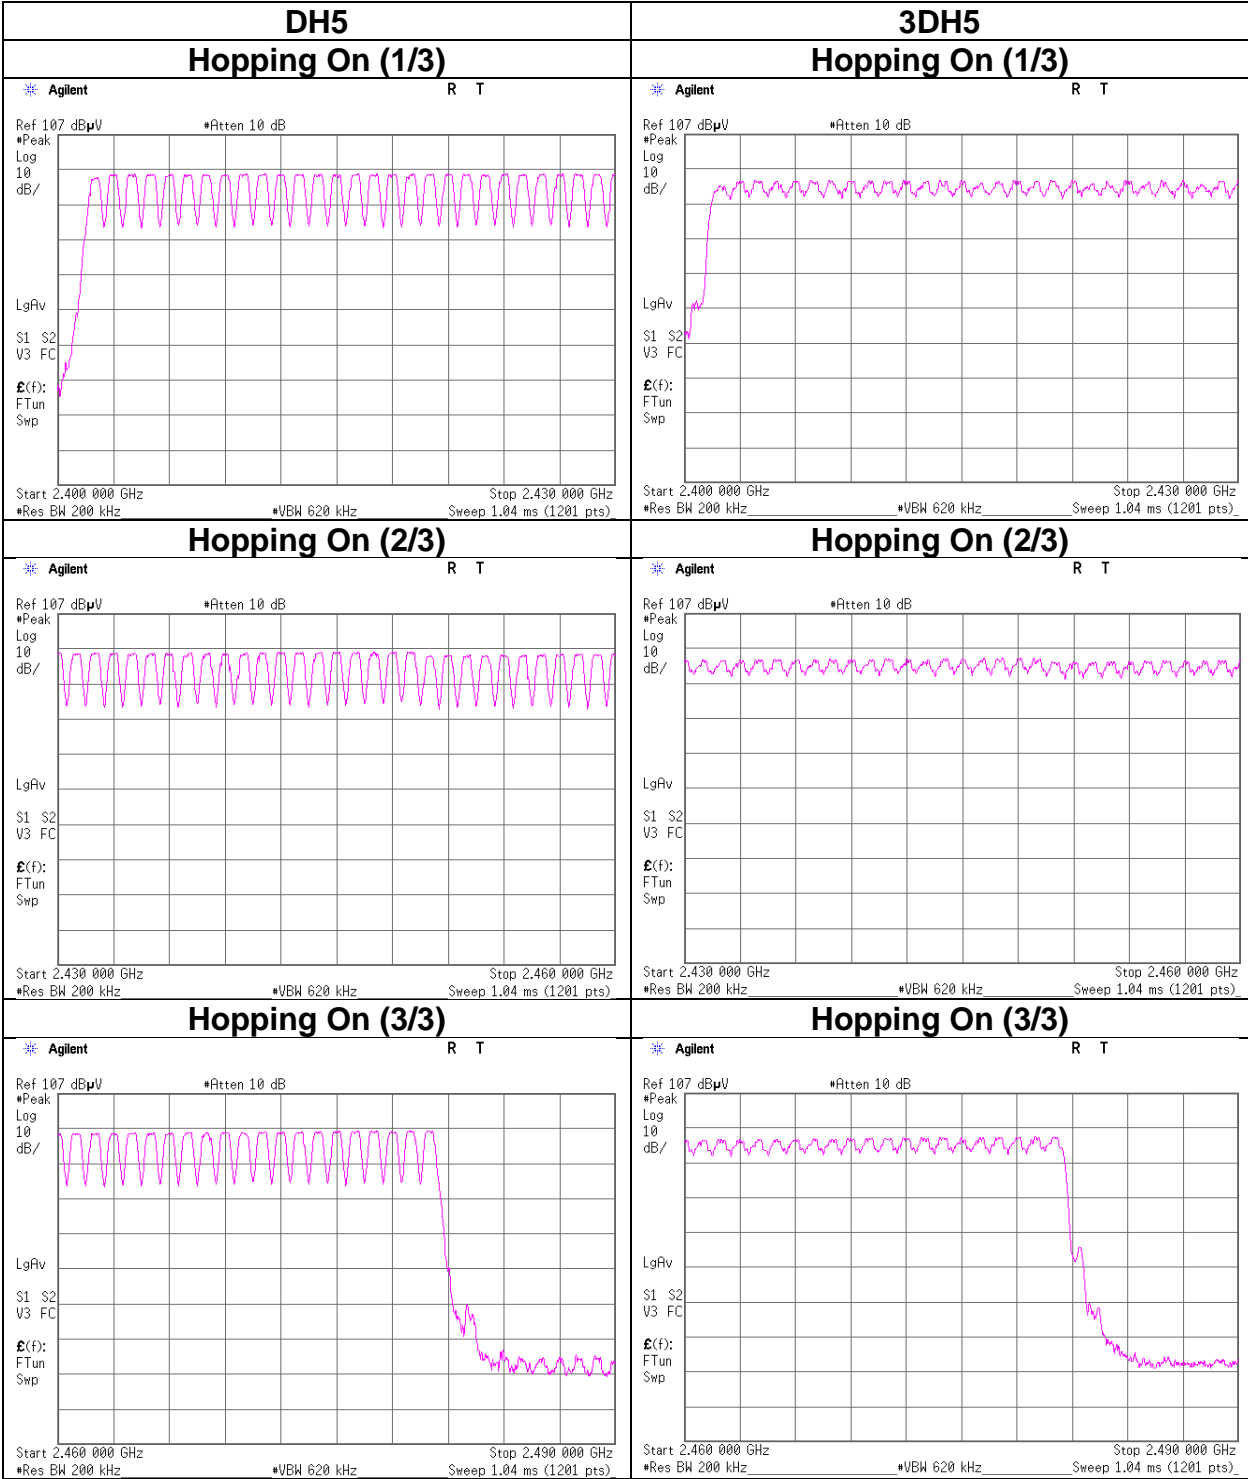 DH5 3DH5
Hopping On (1/3) Hopping On (1/3)
Agilent R T
Ref 107 dBµV #Atten 10 dB
#Peak
Log
10
dB/
LgAv
S1 S2
V3 FC
£(f):
FTun
Swp
Start 2.400 000 GHz Stop 2.430 000 GHz
#Res BW 200 kHz #VBW 620 kHz Sweep 1.04 ms (1201 pts)
Agilent R T
Ref 107 dBµV #Atten 10 dB
#Peak
Log
10
dB/
LgAv
S1 S2
V3 FC
£(f):
FTun
Swp
Start 2.400 000 GHz Stop 2.430 000 GHz
#Res BW 200 kHz #VBW 620 kHz Sweep 1.04 ms (1201 pts)
Hopping On (2/3) Hopping On (2/3)
Agilent R T
Ref 107 dBµV #Atten 10 dB
#Peak
Log
10
dB/
LgAv
S1 S2
V3 FC
£(f):
FTun
Swp
Start 2.430 000 GHz Stop 2.460 000 GHz
#Res BW 200 kHz #VBW 620 kHz Sweep 1.04 ms (1201 pts)
Agilent R T
Ref 107 dBµV #Atten 10 dB
#Peak
Log
10
dB/
LgAv
S1 S2
V3 FC
£(f):
FTun
Swp
Start 2.430 000 GHz Stop 2.460 000 GHz
#Res BW 200 kHz #VBW 620 kHz Sweep 1.04 ms (1201 pts)
Hopping On (3/3) Hopping On (3/3)
Agilent R T
Ref 107 dBµV #Atten 10 dB
#Peak
Log
10
dB/
LgAv
S1 S2
V3 FC
£(f):
FTun
Swp
Start 2.460 000 GHz Stop 2.490 000 GHz
#Res BW 200 kHz #VBW 620 kHz Sweep 1.04 ms (1201 pts)
Agilent R T
Ref 107 dBµV #Atten 10 dB
#Peak
Log
10
dB/
LgAv
S1 S2
V3 FC
£(f):
FTun
Swp
Start 2.460 000 GHz Stop 2.490 000 GHz
#Res BW 200 kHz #VBW 620 kHz Sweep 1.04 ms (1201 pts)